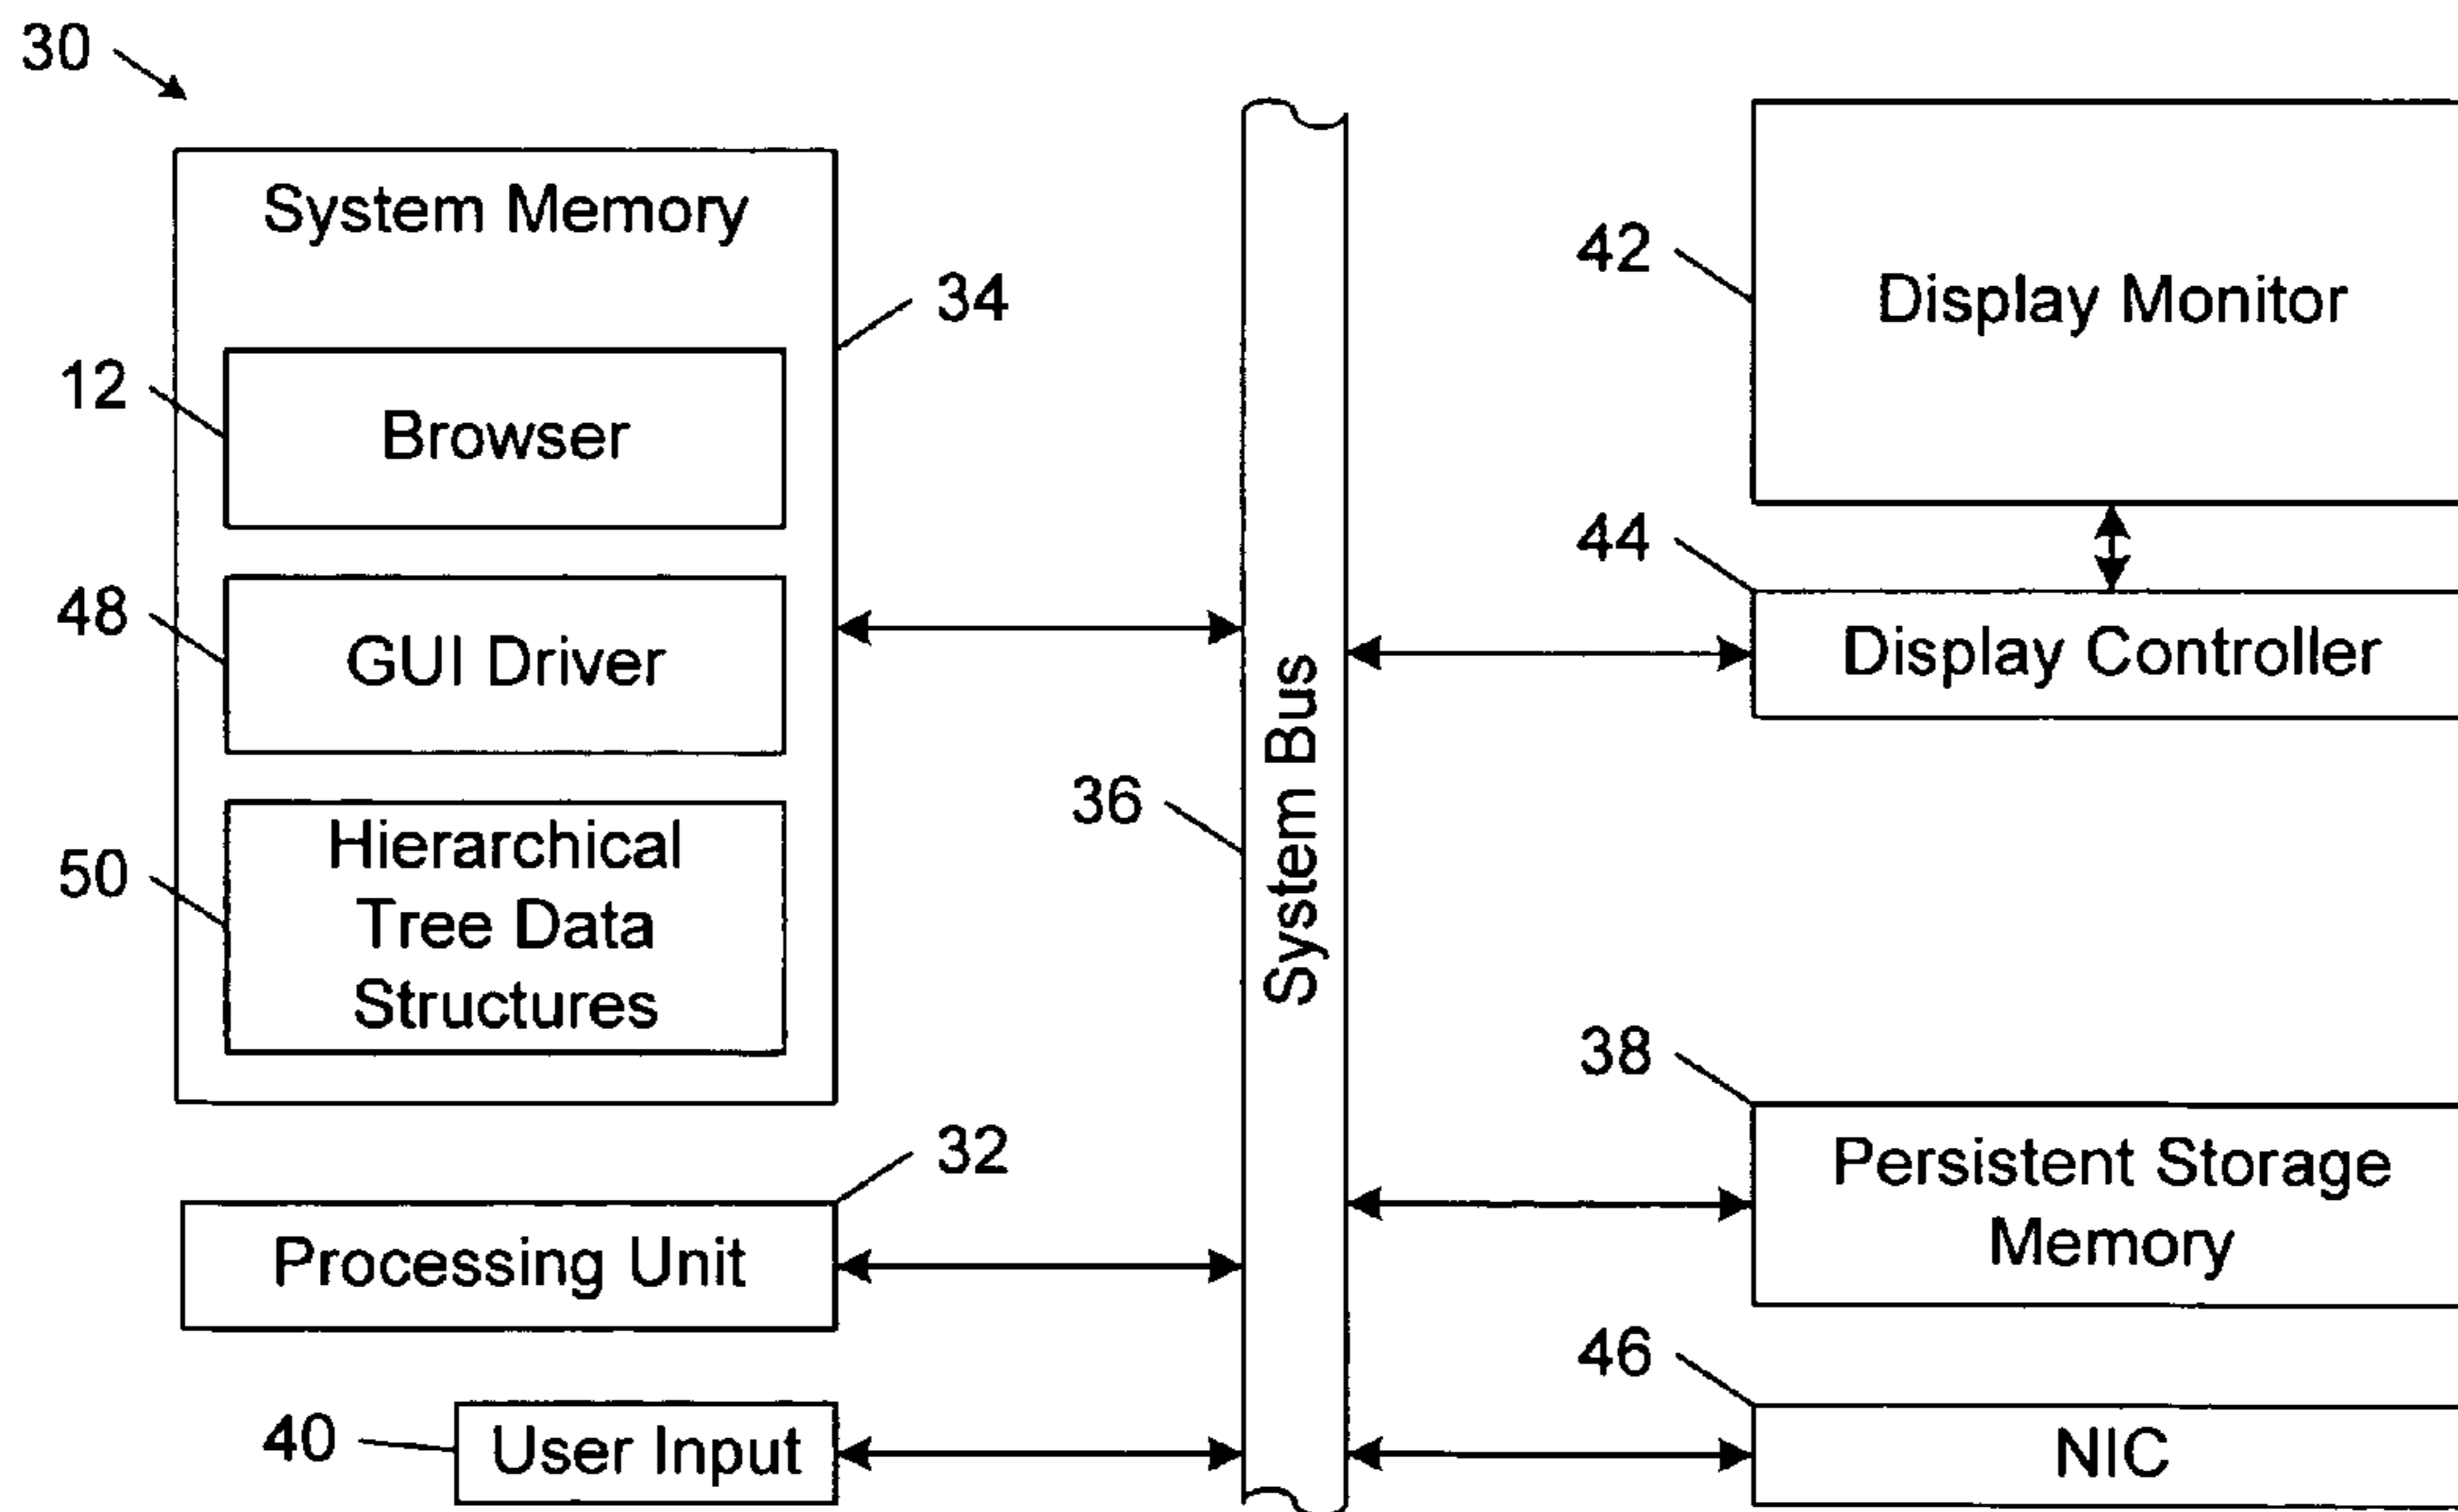 30
System Memory
34
12
Browser
48
GUI Driver
50
Hierarchical
Tree Data
Structures
32
Processing Unit
40
User Input
36
System Bus
42
Display Monitor
44
Display Controller
38
Persistent Storage
Memory
46
NIC